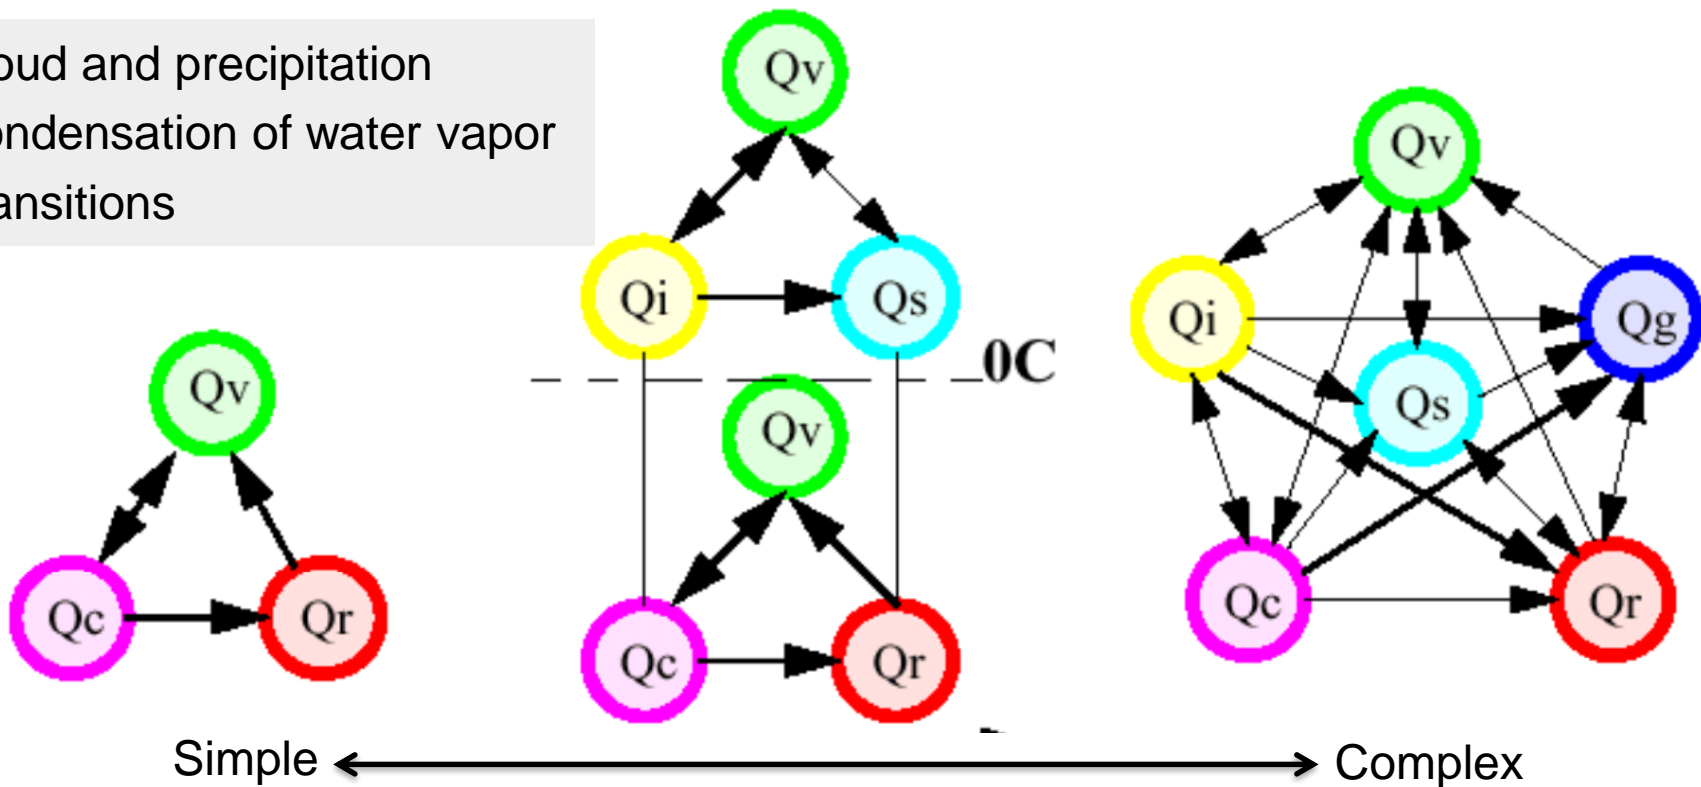 oud and precipitation
ondensation of water vapor
ansitions
Qv
Qc
Qr
Qv
Qi
Qs
0C
Qv
Qc
Qr
Qv
Qi
Qg
Qs
Qc
Qr
Simple
Complex